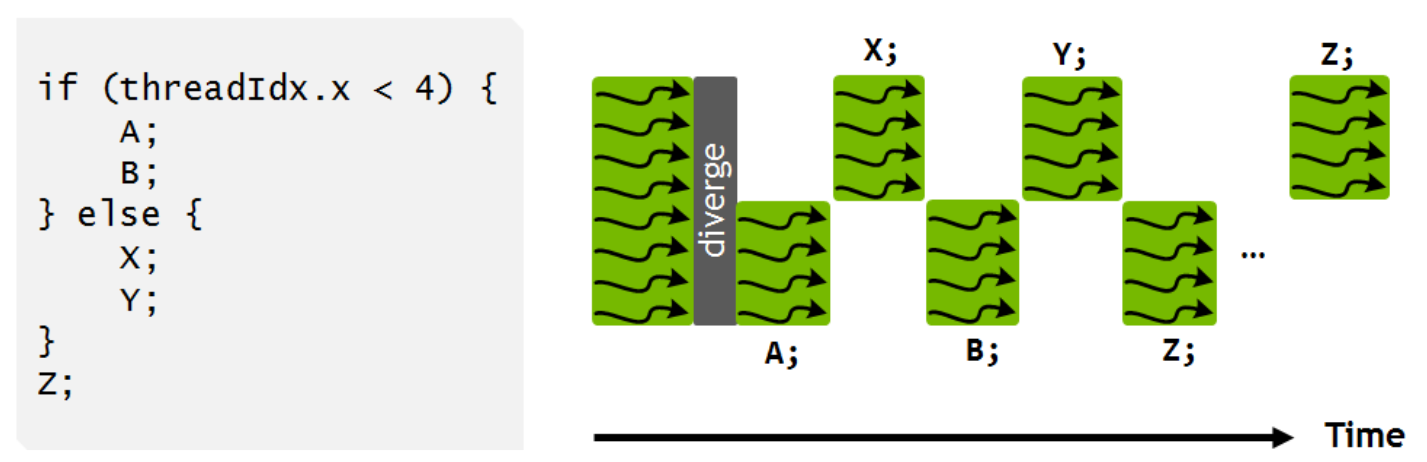 if (threadIdx.x < 4) {
    A;
    B;
} else {
    X;
    Y;
}
Z;
diverge
A;
X;
B;
Y;
Z;
...
Z;
Time